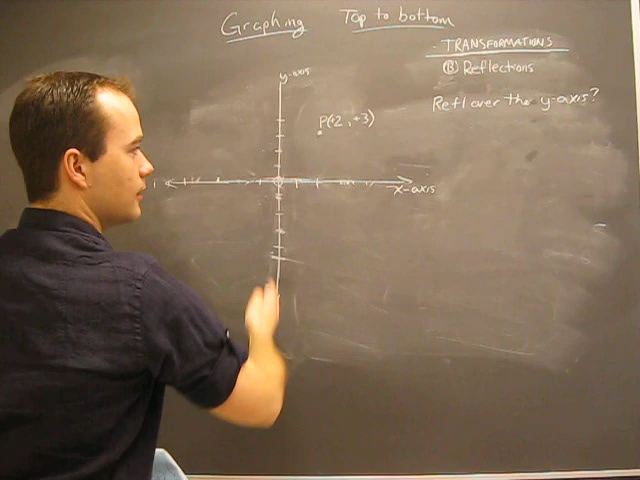 Graphing Top to bottom
- TRANSFORMATIONS
B Reflections
Refl over the y-axis?
y-axis
P(+2, +3)
x-axis